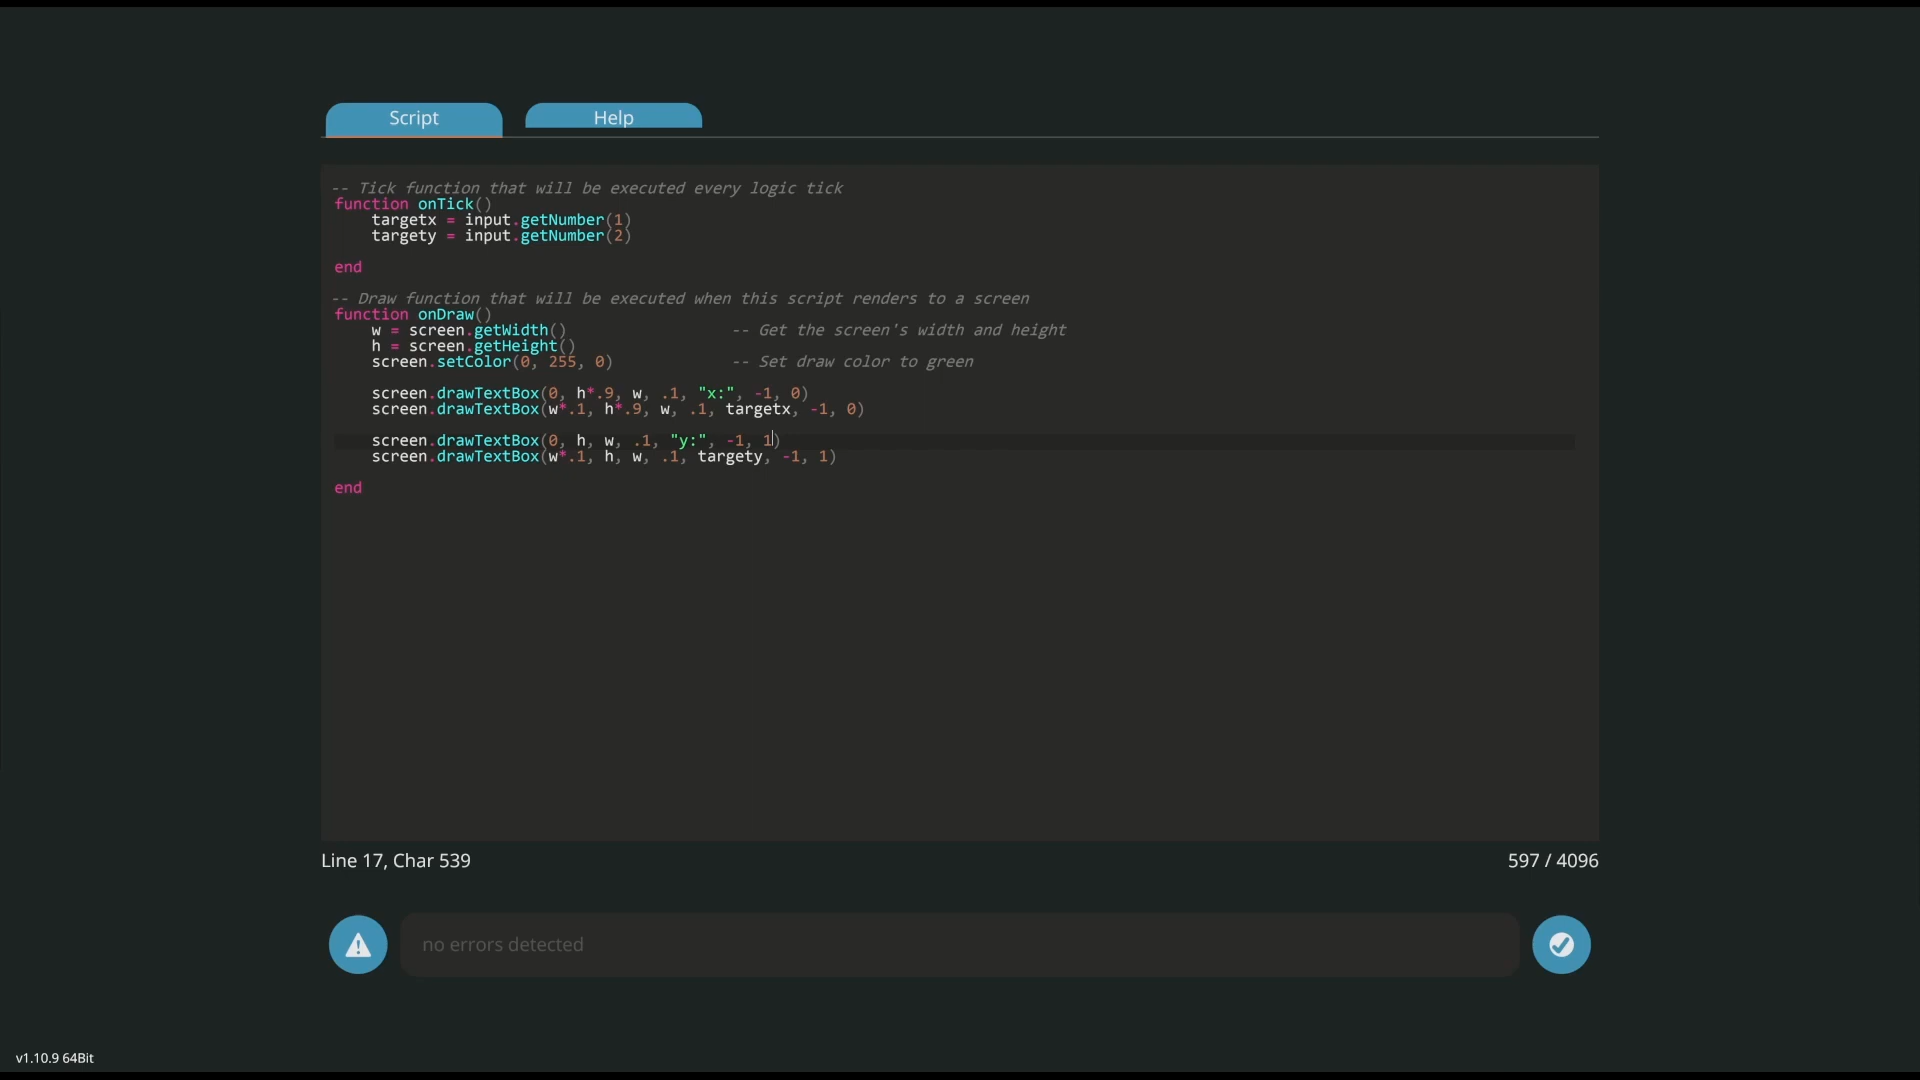 Script
Help
-- Tick function that will be executed every logic tick
function onTick()
targetx = input.getNumber(1)
targety = input.getNumber(2)
end
-- Draw function that will be executed when this script renders to a screen
function onDraw()
w = screen.getWidth() -- Get the screen's width and height
h = screen.getHeight()
screen.setColor(0, 255, 0) -- Set draw color to green
screen.drawTextBox(0, h*.9, w, .1, "x:", -1, 0)
screen.drawTextBox(w*.1, h*.9, w, .1, targetx, -1, 0)
screen.drawTextBox(0, h, w, .1, "y:", -1, 1)
screen.drawTextBox(w*.1, h, w, .1, targety, -1, 1)
end
Line 17, Char 539
597 / 4096
no errors detected
v1.10.9 64Bit